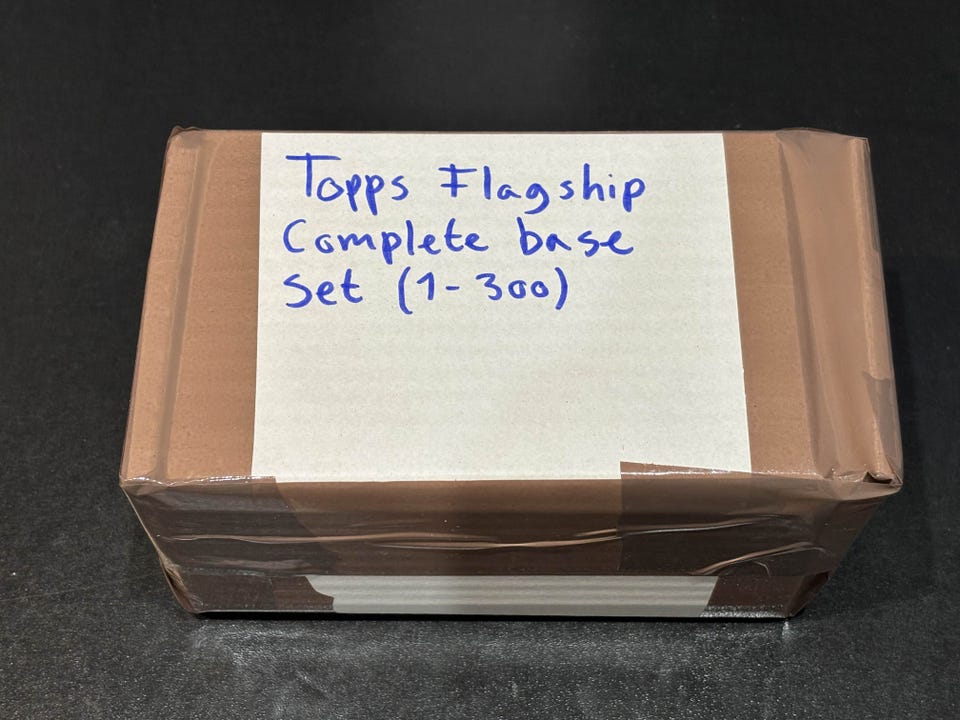 Topps Flagship
Complete base
set (1-300)